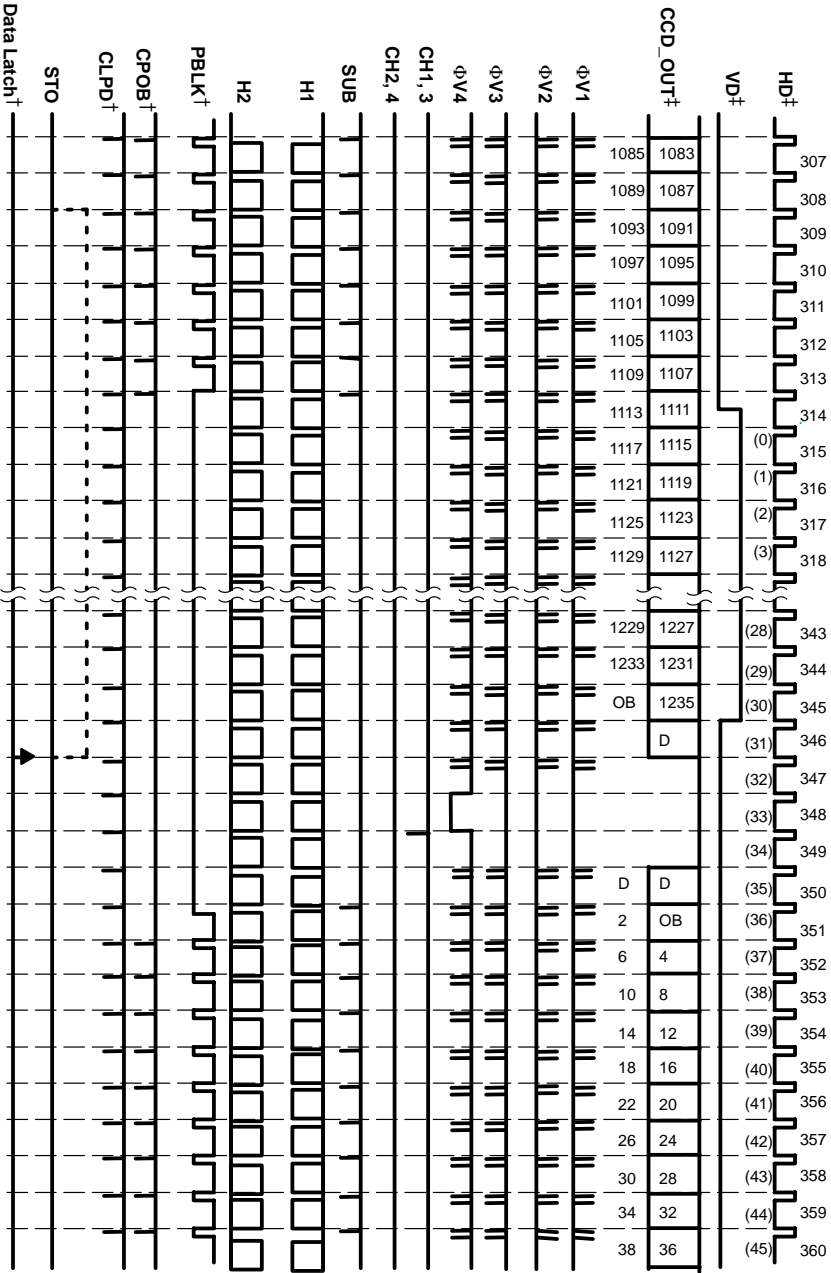 HD‡
VD‡
CCD_OUT‡
ΦV1
ΦV2
ΦV3
ΦV4
CH1, 3
CH2, 4
SUB
H1
H2
PBLK†
CPOB†
CLPD†
STO
Data Latch†
1085 1083 307
1089 1087 308
1093 1091 309
1097 1095 310
1101 1099 311
1105 1103 312
1109 1107 313
1113 1111 314
1117 1115 (0) 315
1121 1119 (1) 316
1125 1123 (2) 317
1129 1127 (3) 318
1229 1227 (28) 343
1233 1231 (29) 344
OB 1235 (30) 345
D (31) 346
(32) 347
(33) 348
(34) 349
D D (35) 350
2 OB (36) 351
6 4 (37) 352
10 8 (38) 353
14 12 (39) 354
18 16 (40) 355
22 20 (41) 356
26 24 (42) 357
30 28 (43) 358
34 32 (44) 359
38 36 (45) 360